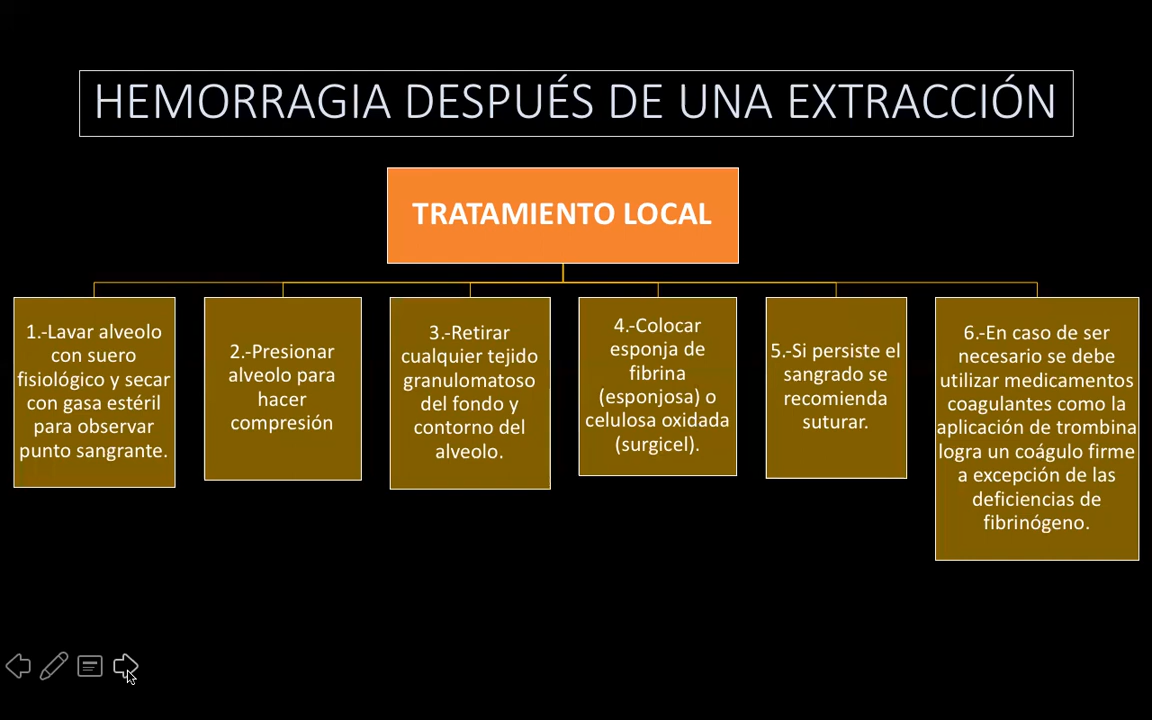 HEMORRAGIA DESPUÉS DE UNA EXTRACCIÓN
TRATAMIENTO LOCAL
1.-Lavar alveolo
con suero
fisiológico y secar
con gasa estéril
para observar
punto sangrante.
2.-Presionar
alveolo para
hacer
compresión
3.-Retirar
cualquier tejido
granulomatoso
del fondo y
contorno del
alveolo.
4.-Colocar
esponja de
fibrina
(esponjosa) o
celulosa oxidada
(surgicel).
5.-Si persiste el
sangrado se
recomienda
suturar.
6.-En caso de ser
necesario se debe
utilizar medicamentos
coagulantes como la
aplicación de trombina
logra un coágulo firme
a excepción de las
deficiencias de
fibrinógeno.